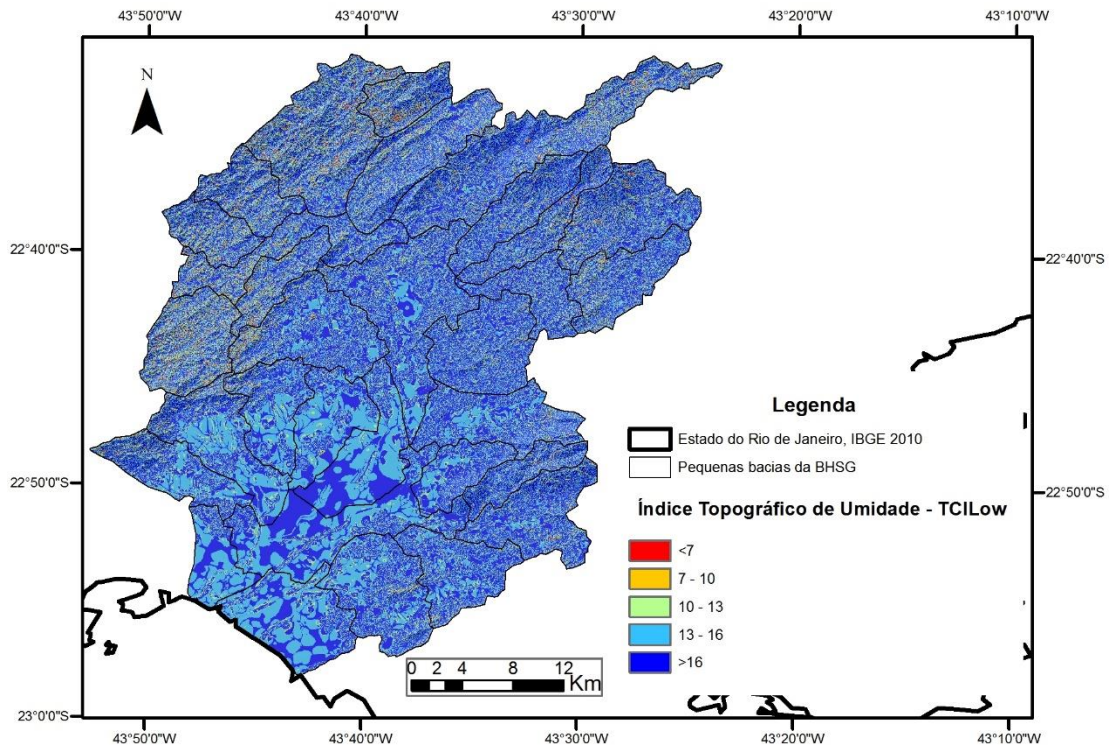 43°50'0"W 43°40'0"W 43°30'0"W 43°20'0"W 43°10'0"W
N
22°40'0"S 22°40'0"S
Legenda
Estado do Rio de Janeiro, IBGE 2010
Pequenas bacias da BHSG
22°50'0"S 22°50'0"S
Índice Topográfico de Umidade - TCILow
<7
7 - 10
10 - 13
13 - 16
>16
0 2 4 8 12
Km
23°0'0"S
43°50'0"W 43°40'0"W 43°30'0"W 43°20'0"W 43°10'0"W